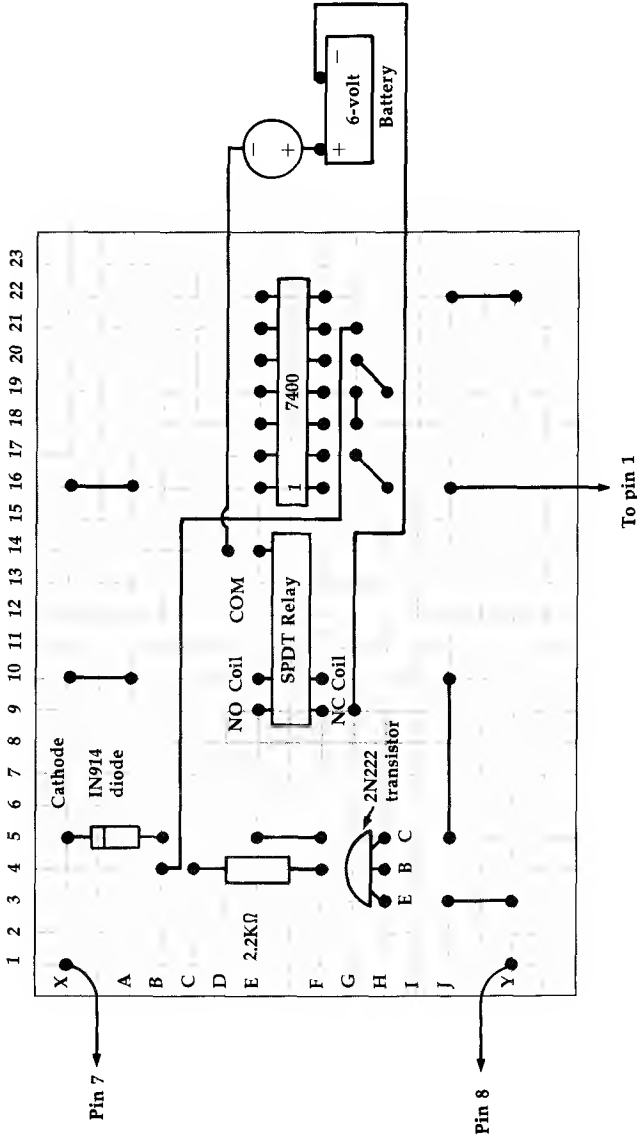 1 2 3 4 5 6 7 8 9 10 11 12 13 14 15 16 17 18 19 20 21 22 23
X
A
B
C
D
E
F
G
H
I
J
Y
Pin 7
Pin 8
To pin 1
Cathode
IN914
diode
2.2KΩ
NO Coil
COM
SPDT Relay
NC Coil
2N222
transistor
E B C
1 7400
− +
+ −
6-volt
Battery